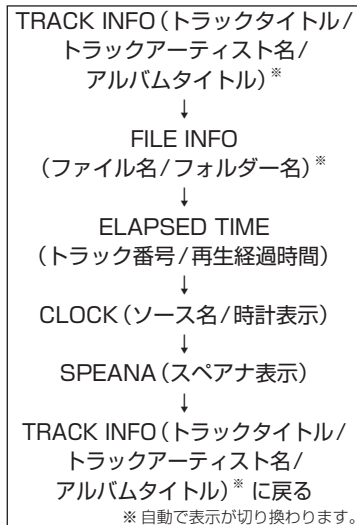 TRACK INFO（トラックタイトル/
トラックアーティスト名/
アルバムタイトル）※
↓
FILE INFO
（ファイル名/フォルダー名）※
↓
ELAPSED TIME
（トラック番号/再生経過時間）
↓
CLOCK（ソース名/時計表示）
↓
SPEANA（スペアナ表示）
↓
TRACK INFO（トラックタイトル/
トラックアーティスト名/
アルバムタイトル）※ に戻る
※ 自動で表示が切り換わります。